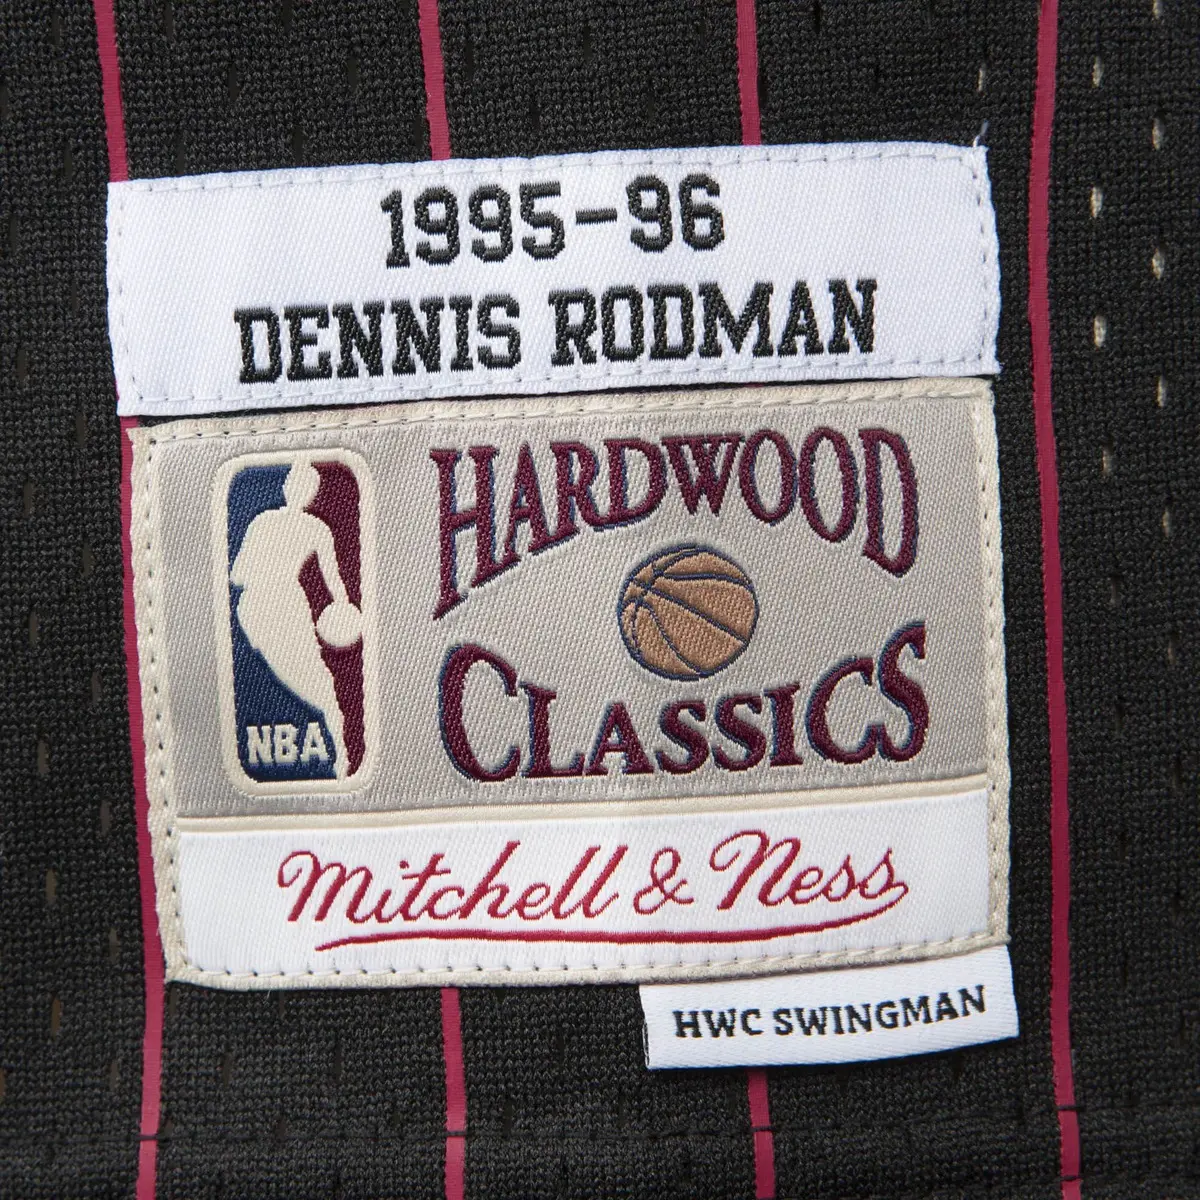 1995-96
DENNIS RODMAN
HARDWOOD
CLASSICS
NBA
Mitchell & Ness
HWC SWINGMAN